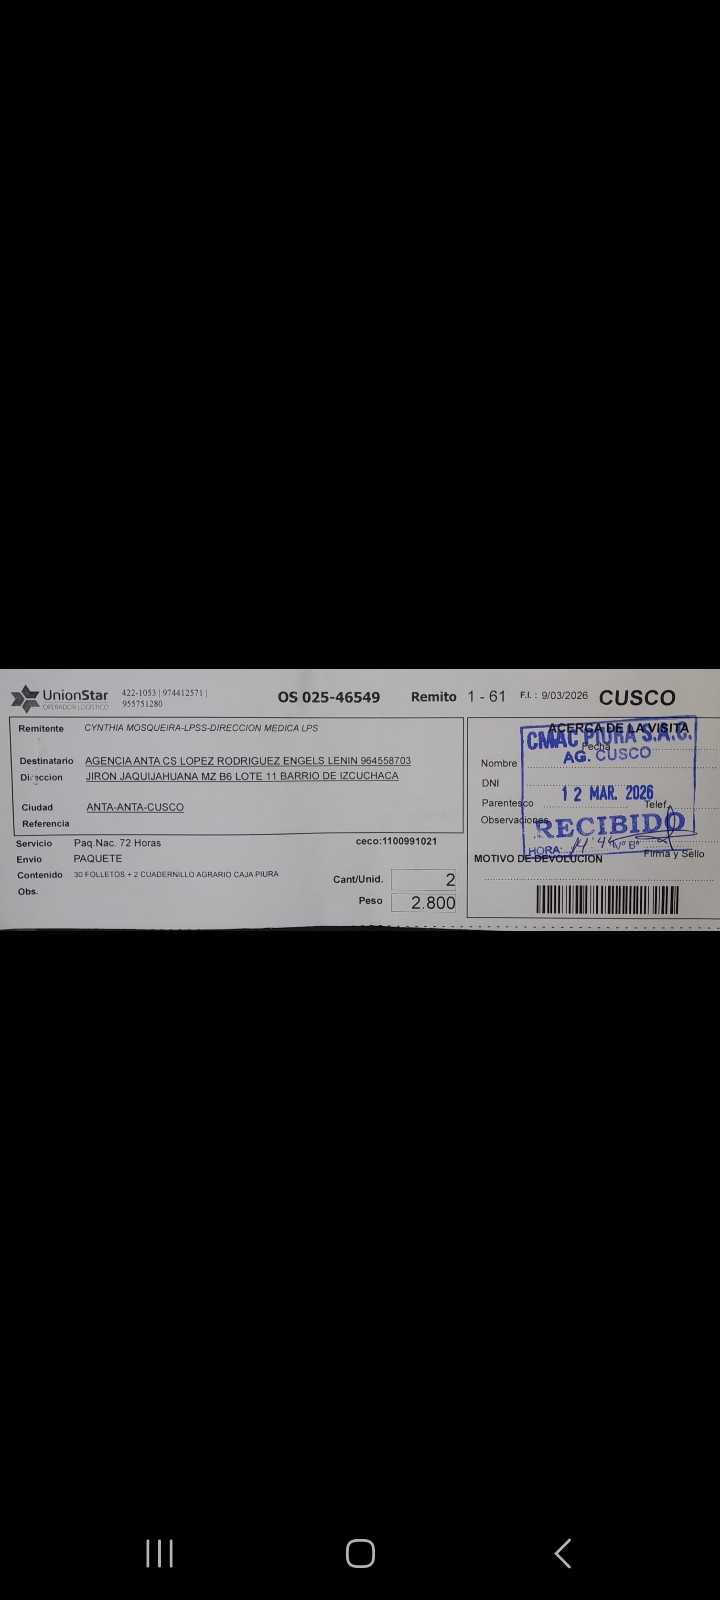 UnionStar
OPERADOR LOGISTICO
422-1053 | 974412571 |
955751280
OS 025-46549
Remito 1 - 61
F.I. : 9/03/2026
CUSCO
Remitente CYNTHIA MOSQUEIRA-LPSS-DIRECCION MEDICA LPS
Destinatario AGENCIA ANTA CS LOPEZ RODRIGUEZ ENGELS LENIN 964558703
Direccion JIRON JAQUIJAHUANA MZ B6 LOTE 11 BARRIO DE IZCUCHACA
Ciudad ANTA-ANTA-CUSCO
Referencia
Servicio Paq.Nac. 72 Horas
ceco:1100991021
Envio PAQUETE
Contenido 30 FOLLETOS + 2 CUADERNILLO AGRARIO CAJA PIURA
Obs.
Cant/Unid. 2
Peso 2.800
ACERCA DE LA VISITA
Fecha
Nombre
DNI
Parentesco
Telef.
Observaciones
Firma y Sello
MOTIVO DE DEVOLUCION
CMAC PIURA S.A.C.
AG. CUSCO
12 MAR. 2026
RECIBIDO
HORA: Nº Bº